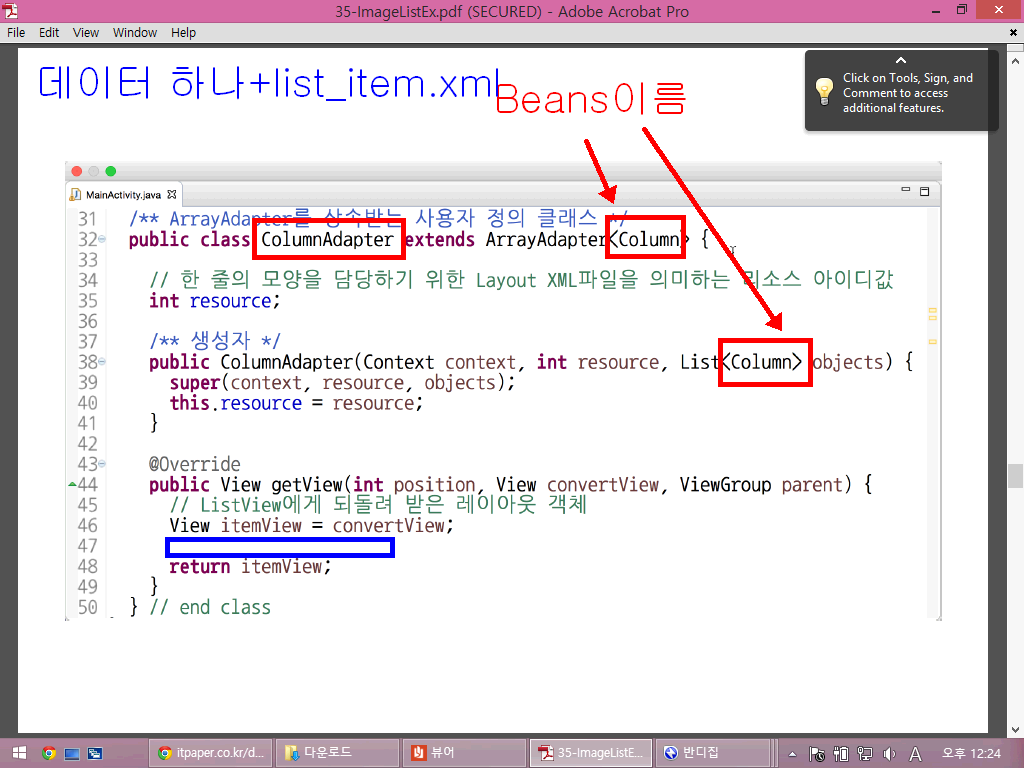 35-ImageListEx.pdf (SECURED) - Adobe Acrobat Pro
File Edit View Window Help
데이터 하나+list_item.xml
Beans이름
Click on Tools, Sign, and
Comment to access
additional features.
MainActivity.java
31 /** ArrayAdapter를 상속받는 사용자 정의 클래스 */
32 public class ColumnAdapter extends ArrayAdapter<Column> {
33
34 // 한 줄의 모양을 담당하기 위한 Layout XML파일을 의미하는 리소스 아이디값
35 int resource;
36
37 /** 생성자 */
38 public ColumnAdapter(Context context, int resource, List<Column> objects) {
39 super(context, resource, objects);
40 this.resource = resource;
41 }
42
43 @Override
44 public View getView(int position, View convertView, ViewGroup parent) {
45 // ListView에게 되돌려 받은 레이아웃 객체
46 View itemView = convertView;
47
48 return itemView;
49 }
50 } // end class
itpaper.co.kr/d... 다운로드 뷰어 35-ImageListE... 반디집 A 오후 12:24